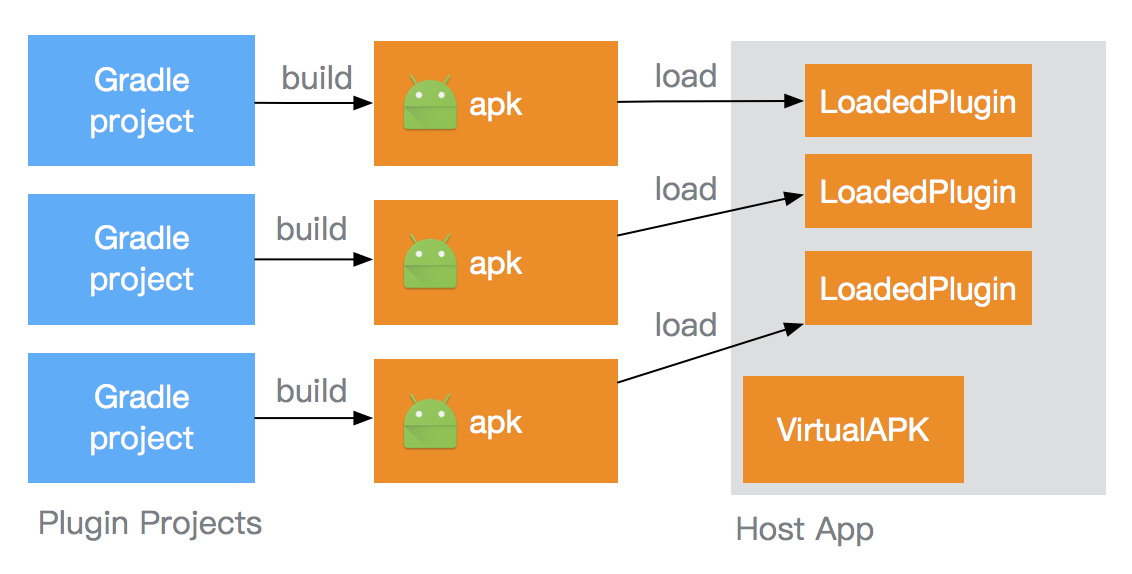 Gradle
project
build
apk
load
LoadedPlugin
Gradle
project
build
apk
load
LoadedPlugin
LoadedPlugin
Gradle
project
build
apk
load
VirtualAPK
Plugin Projects
Host App